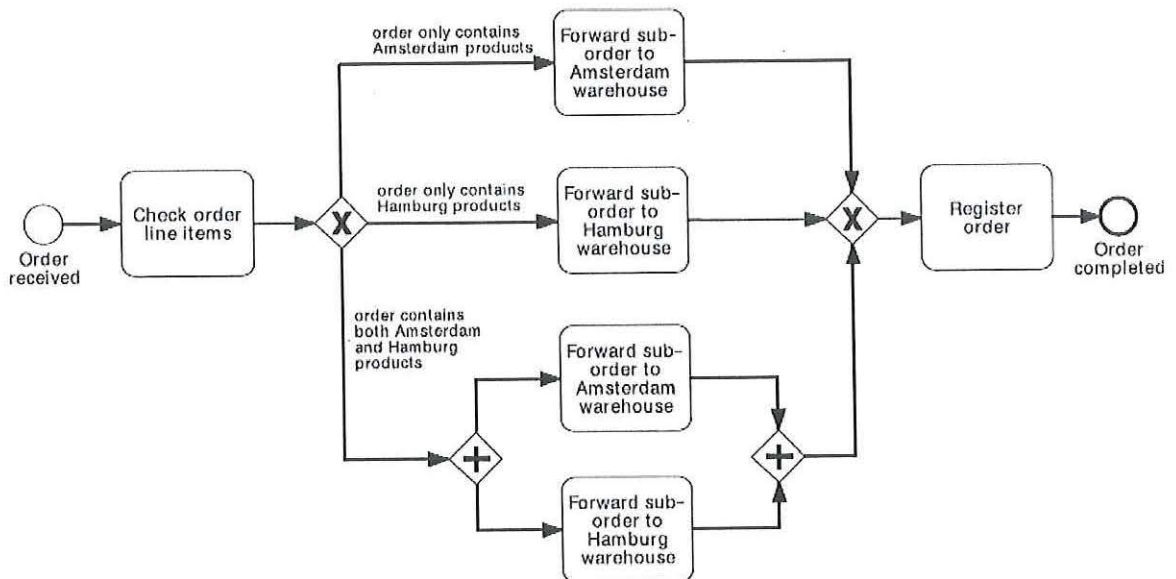 order only contains
Amsterdam products
Forward sub-
order to
Amsterdam
warehouse
order only contains
Hamburg products
Forward sub-
order to
Hamburg
warehouse
Check order
line items
Order
received
X
X
Register
order
Order
completed
order contains
both Amsterdam
and Hamburg
products
Forward sub-
order to
Amsterdam
warehouse
Forward sub-
order to
Hamburg
warehouse